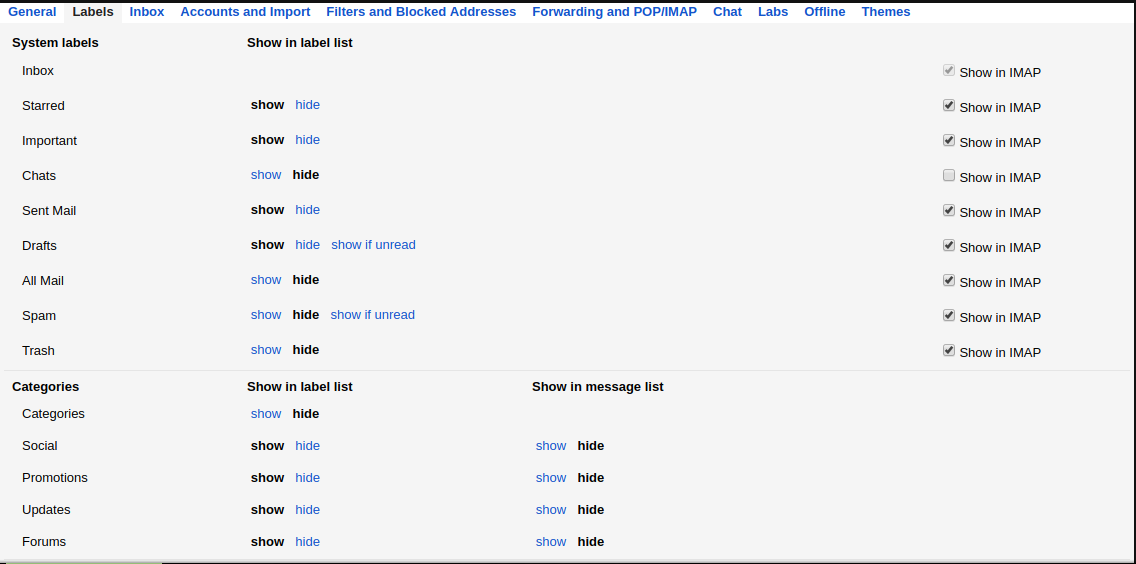 General Labels Inbox Accounts and Import Filters and Blocked Addresses Forwarding and POP/IMAP Chat Labs Offline Themes
System labels Show in label list
Inbox Show in IMAP
Starred show hide Show in IMAP
Important show hide Show in IMAP
Chats show hide Show in IMAP
Sent Mail show hide Show in IMAP
Drafts show hide show if unread Show in IMAP
All Mail show hide Show in IMAP
Spam show hide show if unread Show in IMAP
Trash show hide Show in IMAP
Categories Show in label list Show in message list
Categories show hide
Social show hide show hide
Promotions show hide show hide
Updates show hide show hide
Forums show hide show hide